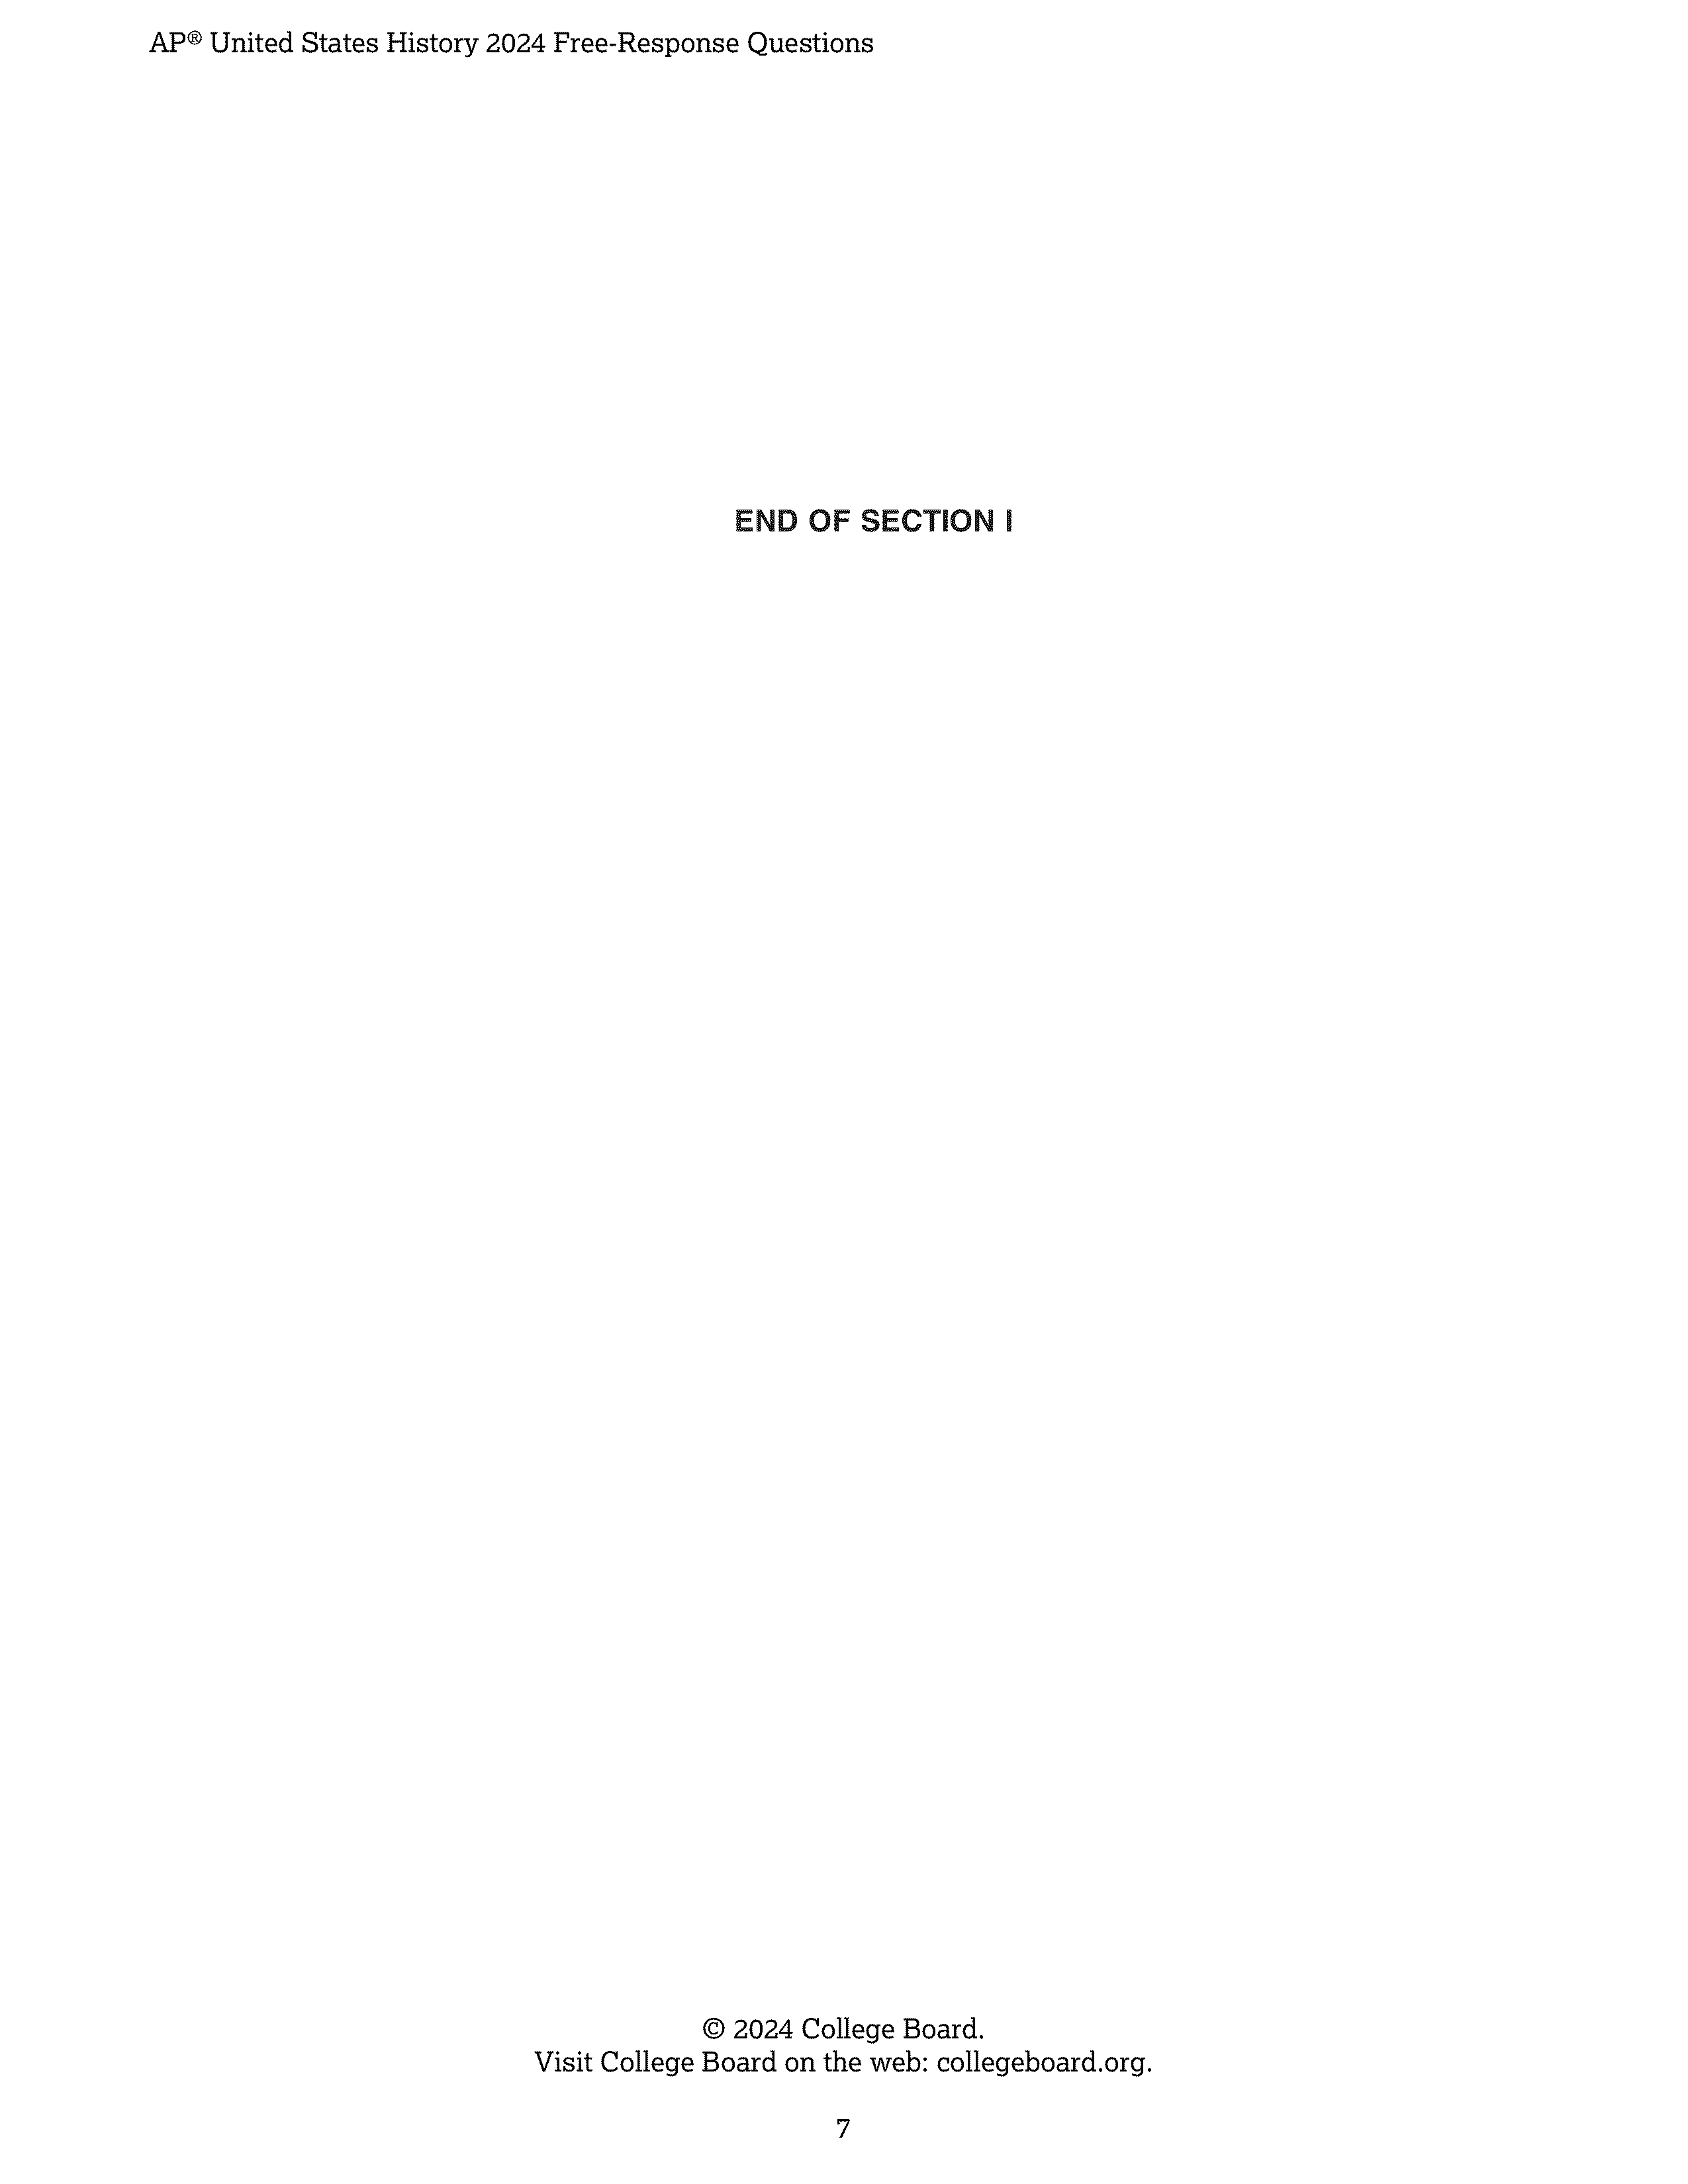 AP® United States History 2024 Free-Response Questions
END OF SECTION I
© 2024 College Board.
Visit College Board on the web: collegeboard.org.
7